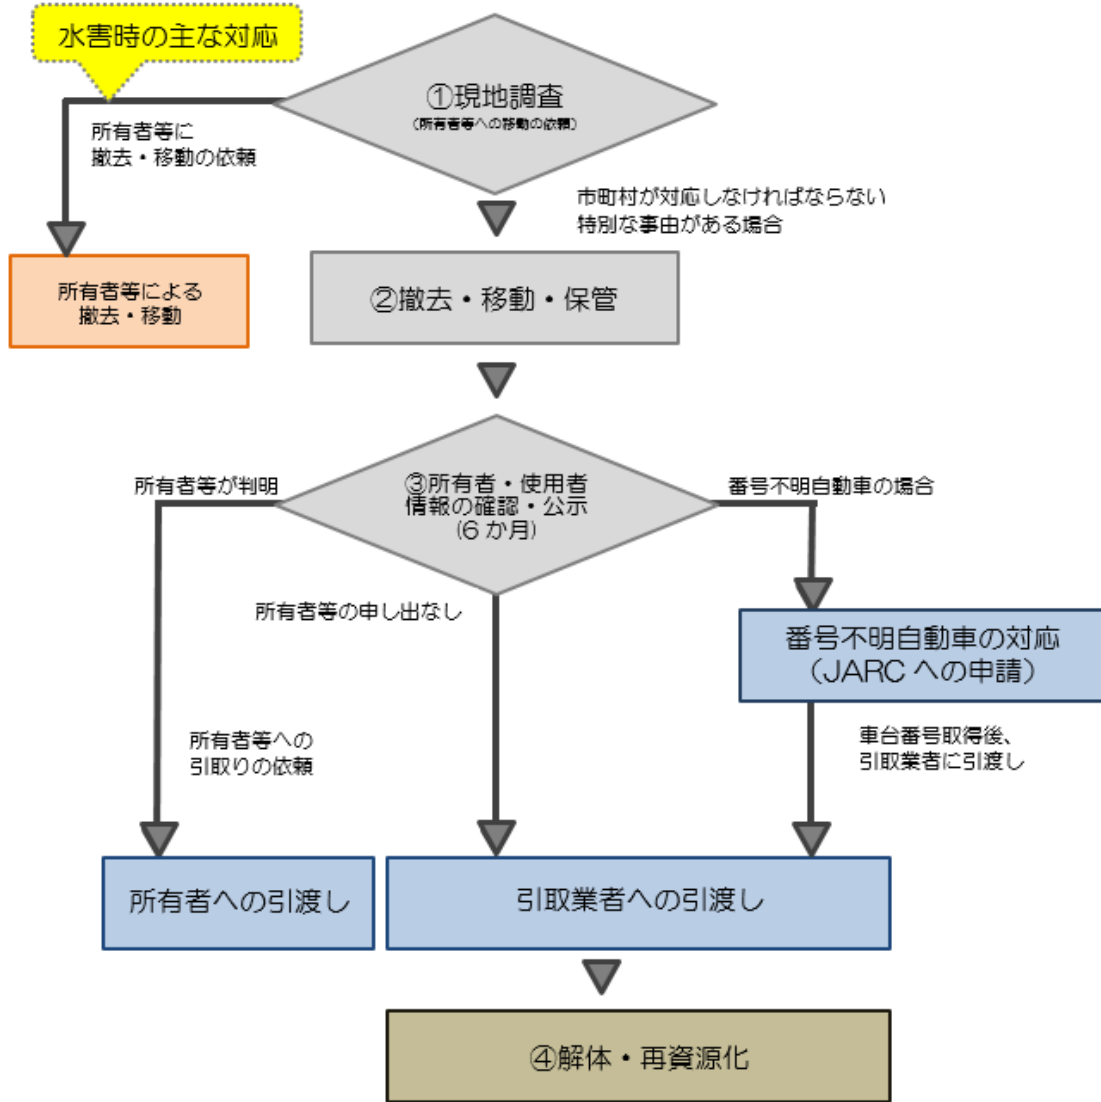 水害時の主な対応
①現地調査
(所有者等への移動の依頼)
所有者等に
撤去・移動の依頼
市町村が対応しなければならない
特別な事由がある場合
所有者等による
撤去・移動
②撤去・移動・保管
所有者等が判明
③所有者・使用者
情報の確認・公示
(6か月)
番号不明自動車の場合
所有者等の申し出なし
番号不明自動車の対応
(JARCへの申請)
所有者等への
引取りの依頼
車台番号取得後、
引取業者に引渡し
所有者への引渡し
引取業者への引渡し
④解体・再資源化